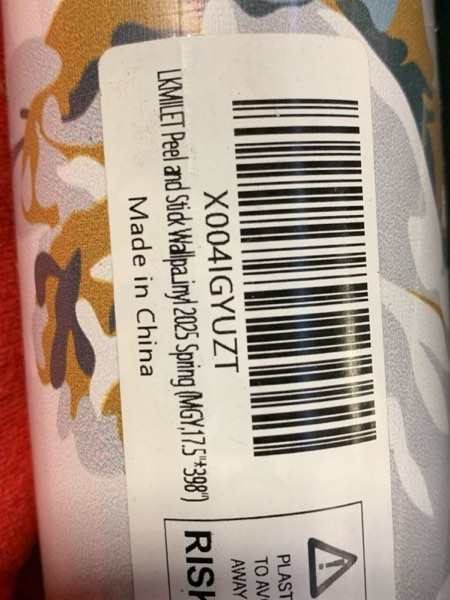 X004IGYUZT
LKMILET Peel and Stick Wallpa...inyl 2025 Spring (MGY,17.5"*398")
Made in China
PLAST
TO AV
AWAY
RISK